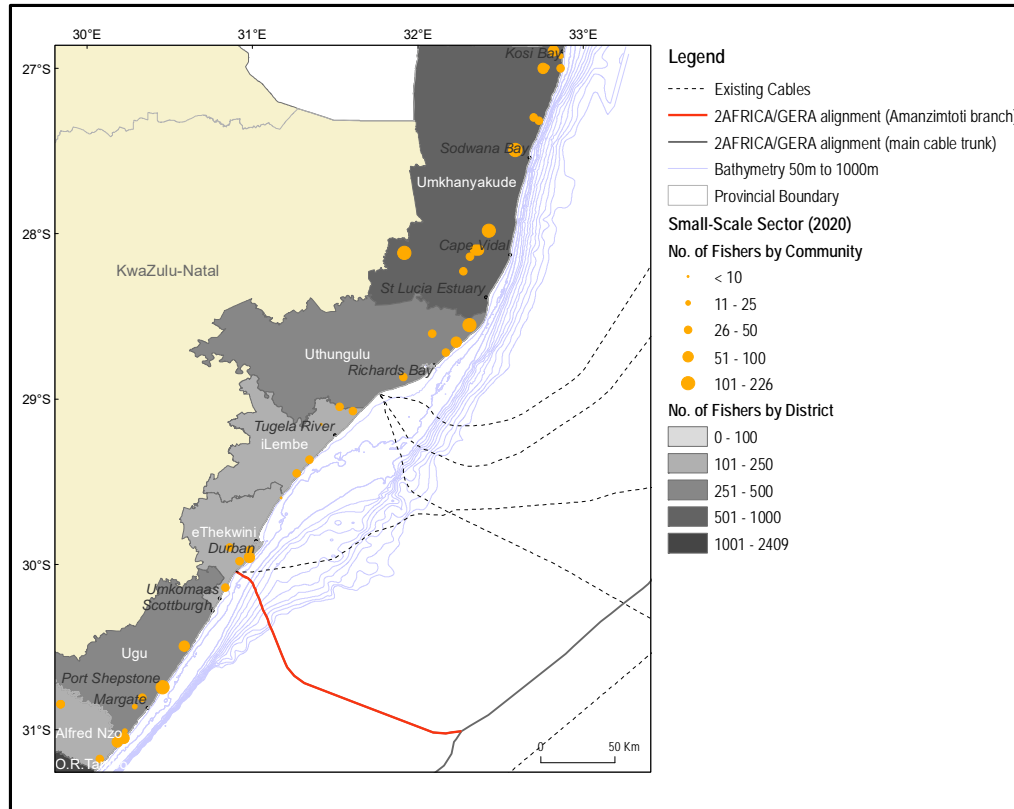 30°E
31°E
32°E
33°E
27°S
28°S
29°S
30°S
31°S
Kosi Bay
Sodwana Bay
Umkhanyakude
Cape Vidal
KwaZulu-Natal
St Lucia Estuary
Uthungulu
Richards Bay
Tugela River
iLembe
eThekwini
Durban
Umkomaas
Scottburgh
Ugu
Port Shepstone
Margate
Alfred Nzo
0 50 Km
Legend
Existing Cables
2AFRICA/GERA alignment (Amanzimtoti branch)
2AFRICA/GERA alignment (main cable trunk)
Bathymetry 50m to 1000m
Provincial Boundary
Small-Scale Sector (2020)
No. of Fishers by Community
< 10
11 - 25
26 - 50
51 - 100
101 - 226
No. of Fishers by District
0 - 100
101 - 250
251 - 500
501 - 1000
1001 - 2409